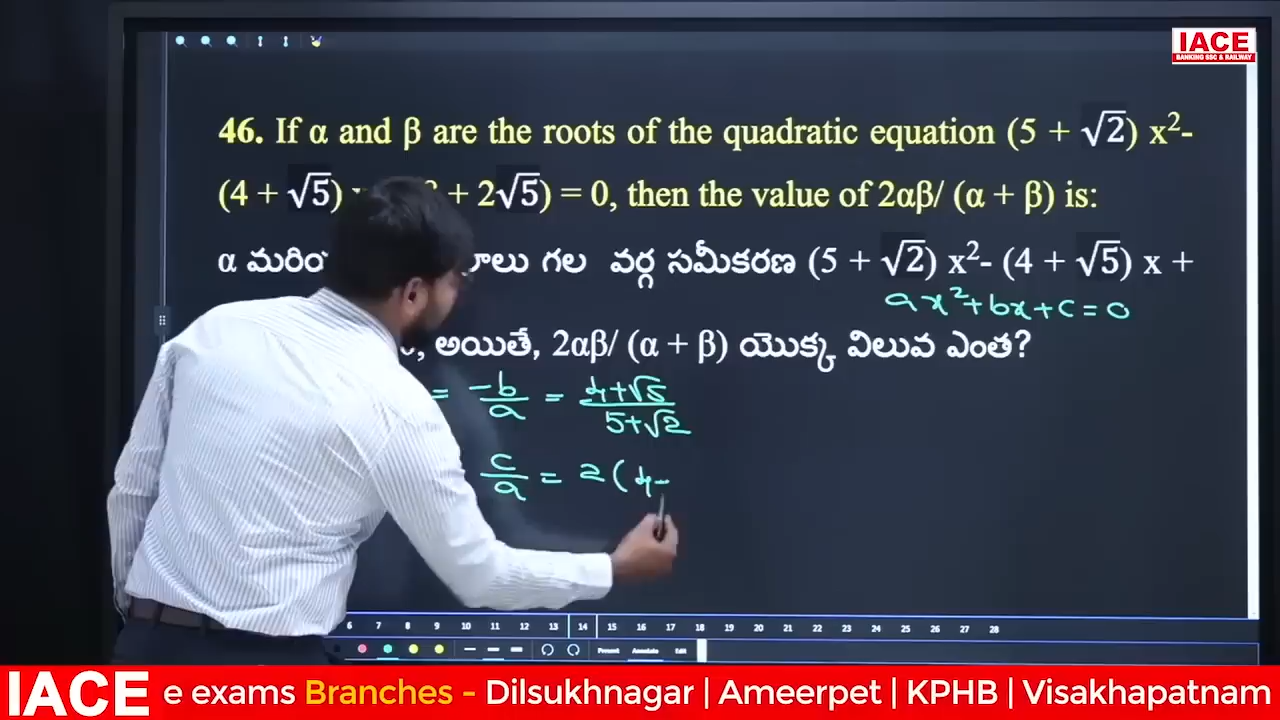 IACE
BANKING SSC & RAILWAY
46. If α and β are the roots of the quadratic equation (5 + √2) x²-
(4 + √5) + 2√5) = 0, then the value of 2αβ/ (α + β) is:
α గల వర్గ సమీకరణ (5 + √2) x²- (4 + √5) x +
ax²+bx+c=0
అయితే, 2αβ/ (α + β) యొక్క విలువ ఎంత?
= -b/a = 4+√5/5+√2
c/a = 2(4
6 7 8 9 10 11 12 13 14 15 16 17 18 19 20 21 22 23 24 25 26 27 28
Present Annotate Exit
IACE e exams Branches - Dilsukhnagar | Ameerpet | KPHB | Visakhapatnam